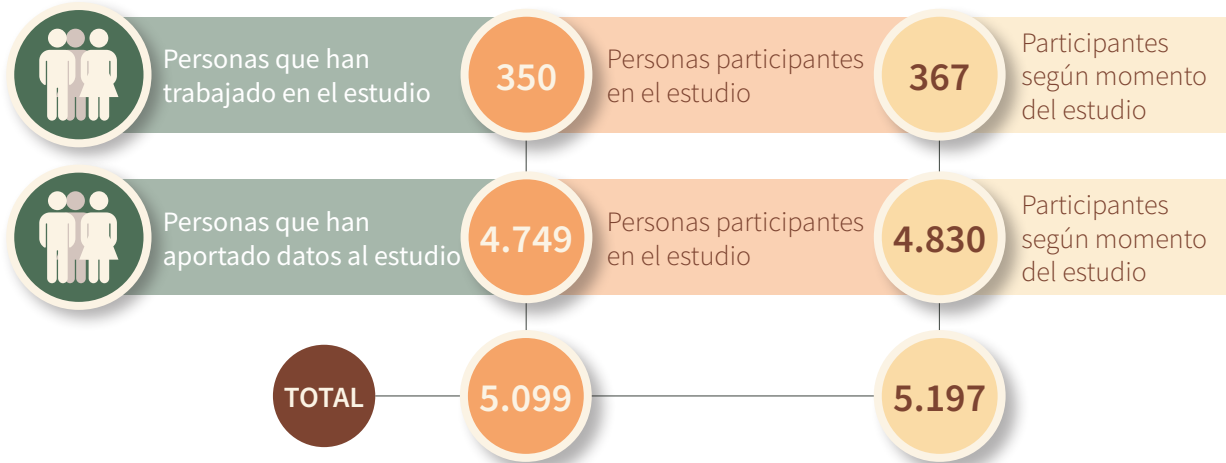 Personas que han
trabajado en el estudio
350
Personas participantes
en el estudio
367
Participantes
según momento
del estudio
Personas que han
aportado datos al estudio
4.749
Personas participantes
en el estudio
4.830
Participantes
según momento
del estudio
TOTAL
5.099
5.197